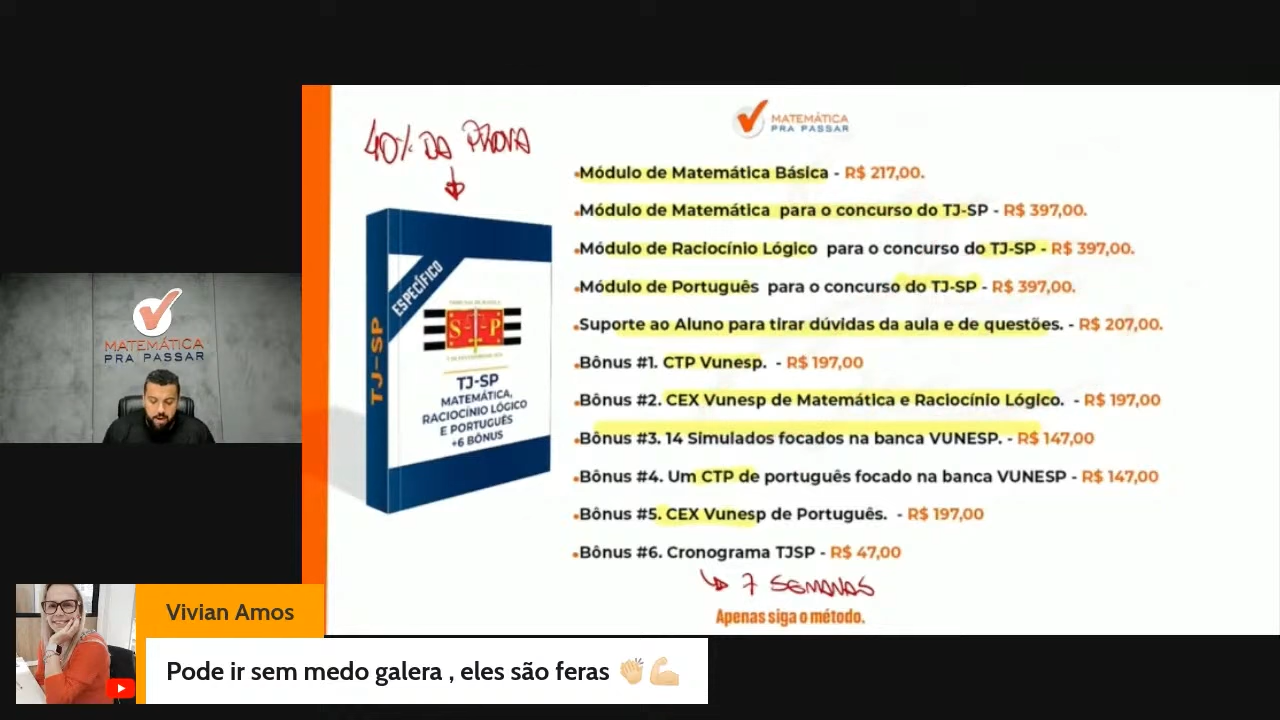 40% DA PROVA
MATEMÁTICA
PRA PASSAR
•Módulo de Matemática Básica - R$ 217,00.
•Módulo de Matemática para o concurso do TJ-SP - R$ 397,00.
•Módulo de Raciocínio Lógico para o concurso do TJ-SP - R$ 397,00.
•Módulo de Português para o concurso do TJ-SP - R$ 397,00.
•Suporte ao Aluno para tirar dúvidas da aula e de questões. - R$ 207,00.
•Bônus #1. CTP Vunesp. - R$ 197,00
•Bônus #2. CEX Vunesp de Matemática e Raciocínio Lógico. - R$ 197,00
•Bônus #3. 14 Simulados focados na banca VUNESP. - R$ 147,00
•Bônus #4. Um CTP de português focado na banca VUNESP - R$ 147,00
•Bônus #5. CEX Vunesp de Português. - R$ 197,00
•Bônus #6. Cronograma TJSP - R$ 47,00
7 SEMANAS
Apenas siga o método.
ESPECÍFICO
TJ-SP
S P
TJ-SP
MATEMÁTICA,
RACIOCÍNIO LÓGICO
E PORTUGUÊS
+6 BÔNUS
MATEMÁTICA
PRA PASSAR
Vivian Amos
Pode ir sem medo galera , eles são feras 👏🏻💪🏻